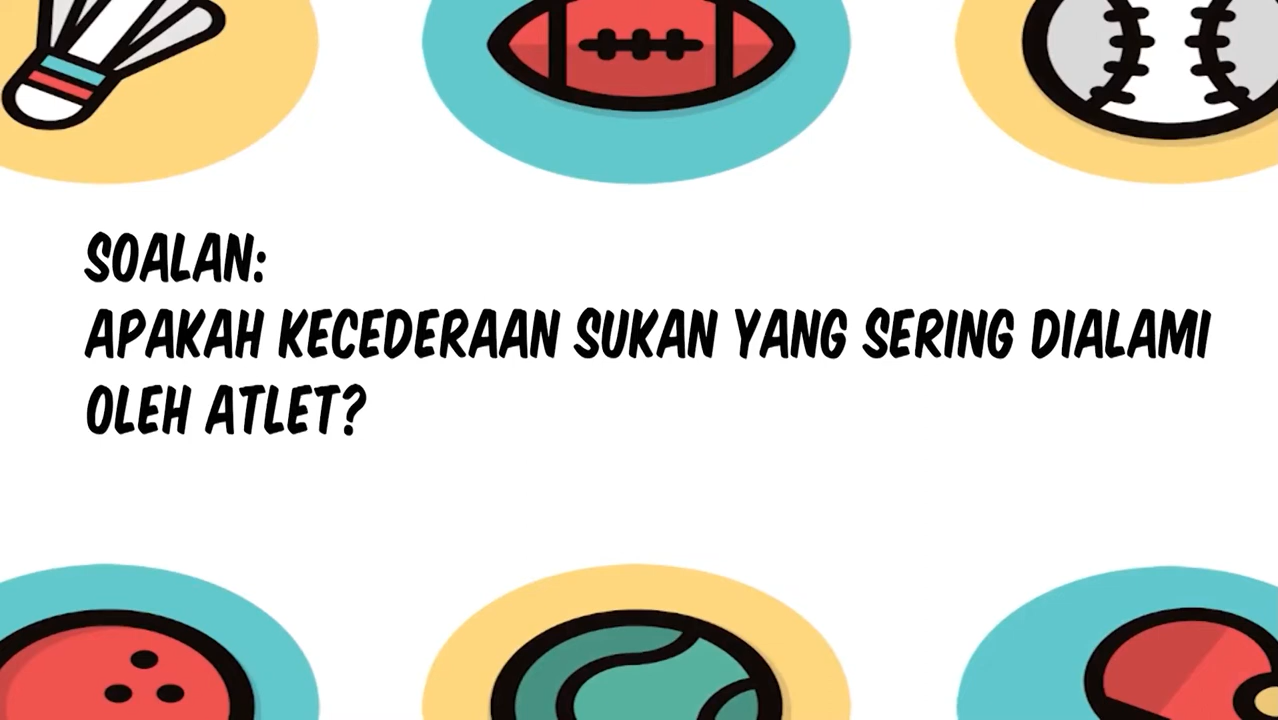 SOALAN:
APAKAH KECEDERAAN SUKAN YANG SERING DIALAMI
OLEH ATLET?